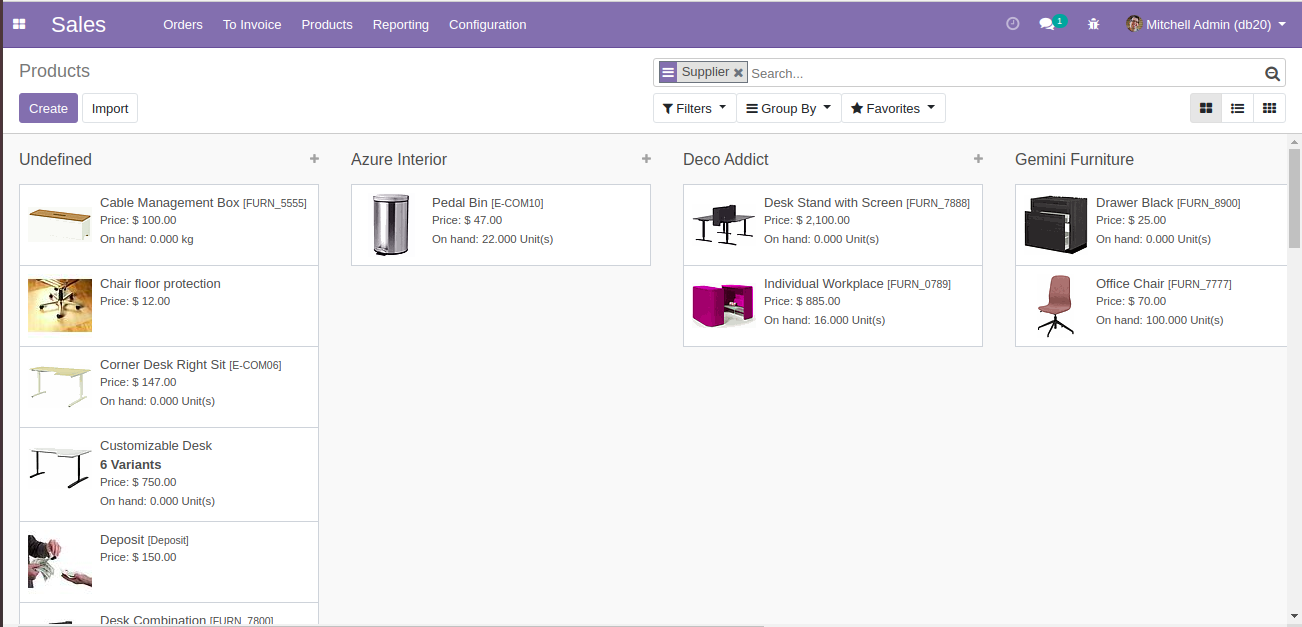 Sales
Orders
To Invoice
Products
Reporting
Configuration
1
Mitchell Admin (db20)
Products
Supplier
Search...
Create
Import
Filters
Group By
Favorites
Undefined
Cable Management Box [FURN_5555]
Price: $ 100.00
On hand: 0.000 kg
Chair floor protection
Price: $ 12.00
Corner Desk Right Sit [E-COM06]
Price: $ 147.00
On hand: 0.000 Unit(s)
Customizable Desk
6 Variants
Price: $ 750.00
On hand: 0.000 Unit(s)
Deposit [Deposit]
Price: $ 150.00
Desk Combination [FURN_7800]
Azure Interior
Pedal Bin [E-COM10]
Price: $ 47.00
On hand: 22.000 Unit(s)
Deco Addict
Desk Stand with Screen [FURN_7888]
Price: $ 2,100.00
On hand: 0.000 Unit(s)
Individual Workplace [FURN_0789]
Price: $ 885.00
On hand: 16.000 Unit(s)
Gemini Furniture
Drawer Black [FURN_8900]
Price: $ 25.00
On hand: 0.000 Unit(s)
Office Chair [FURN_7777]
Price: $ 70.00
On hand: 100.000 Unit(s)